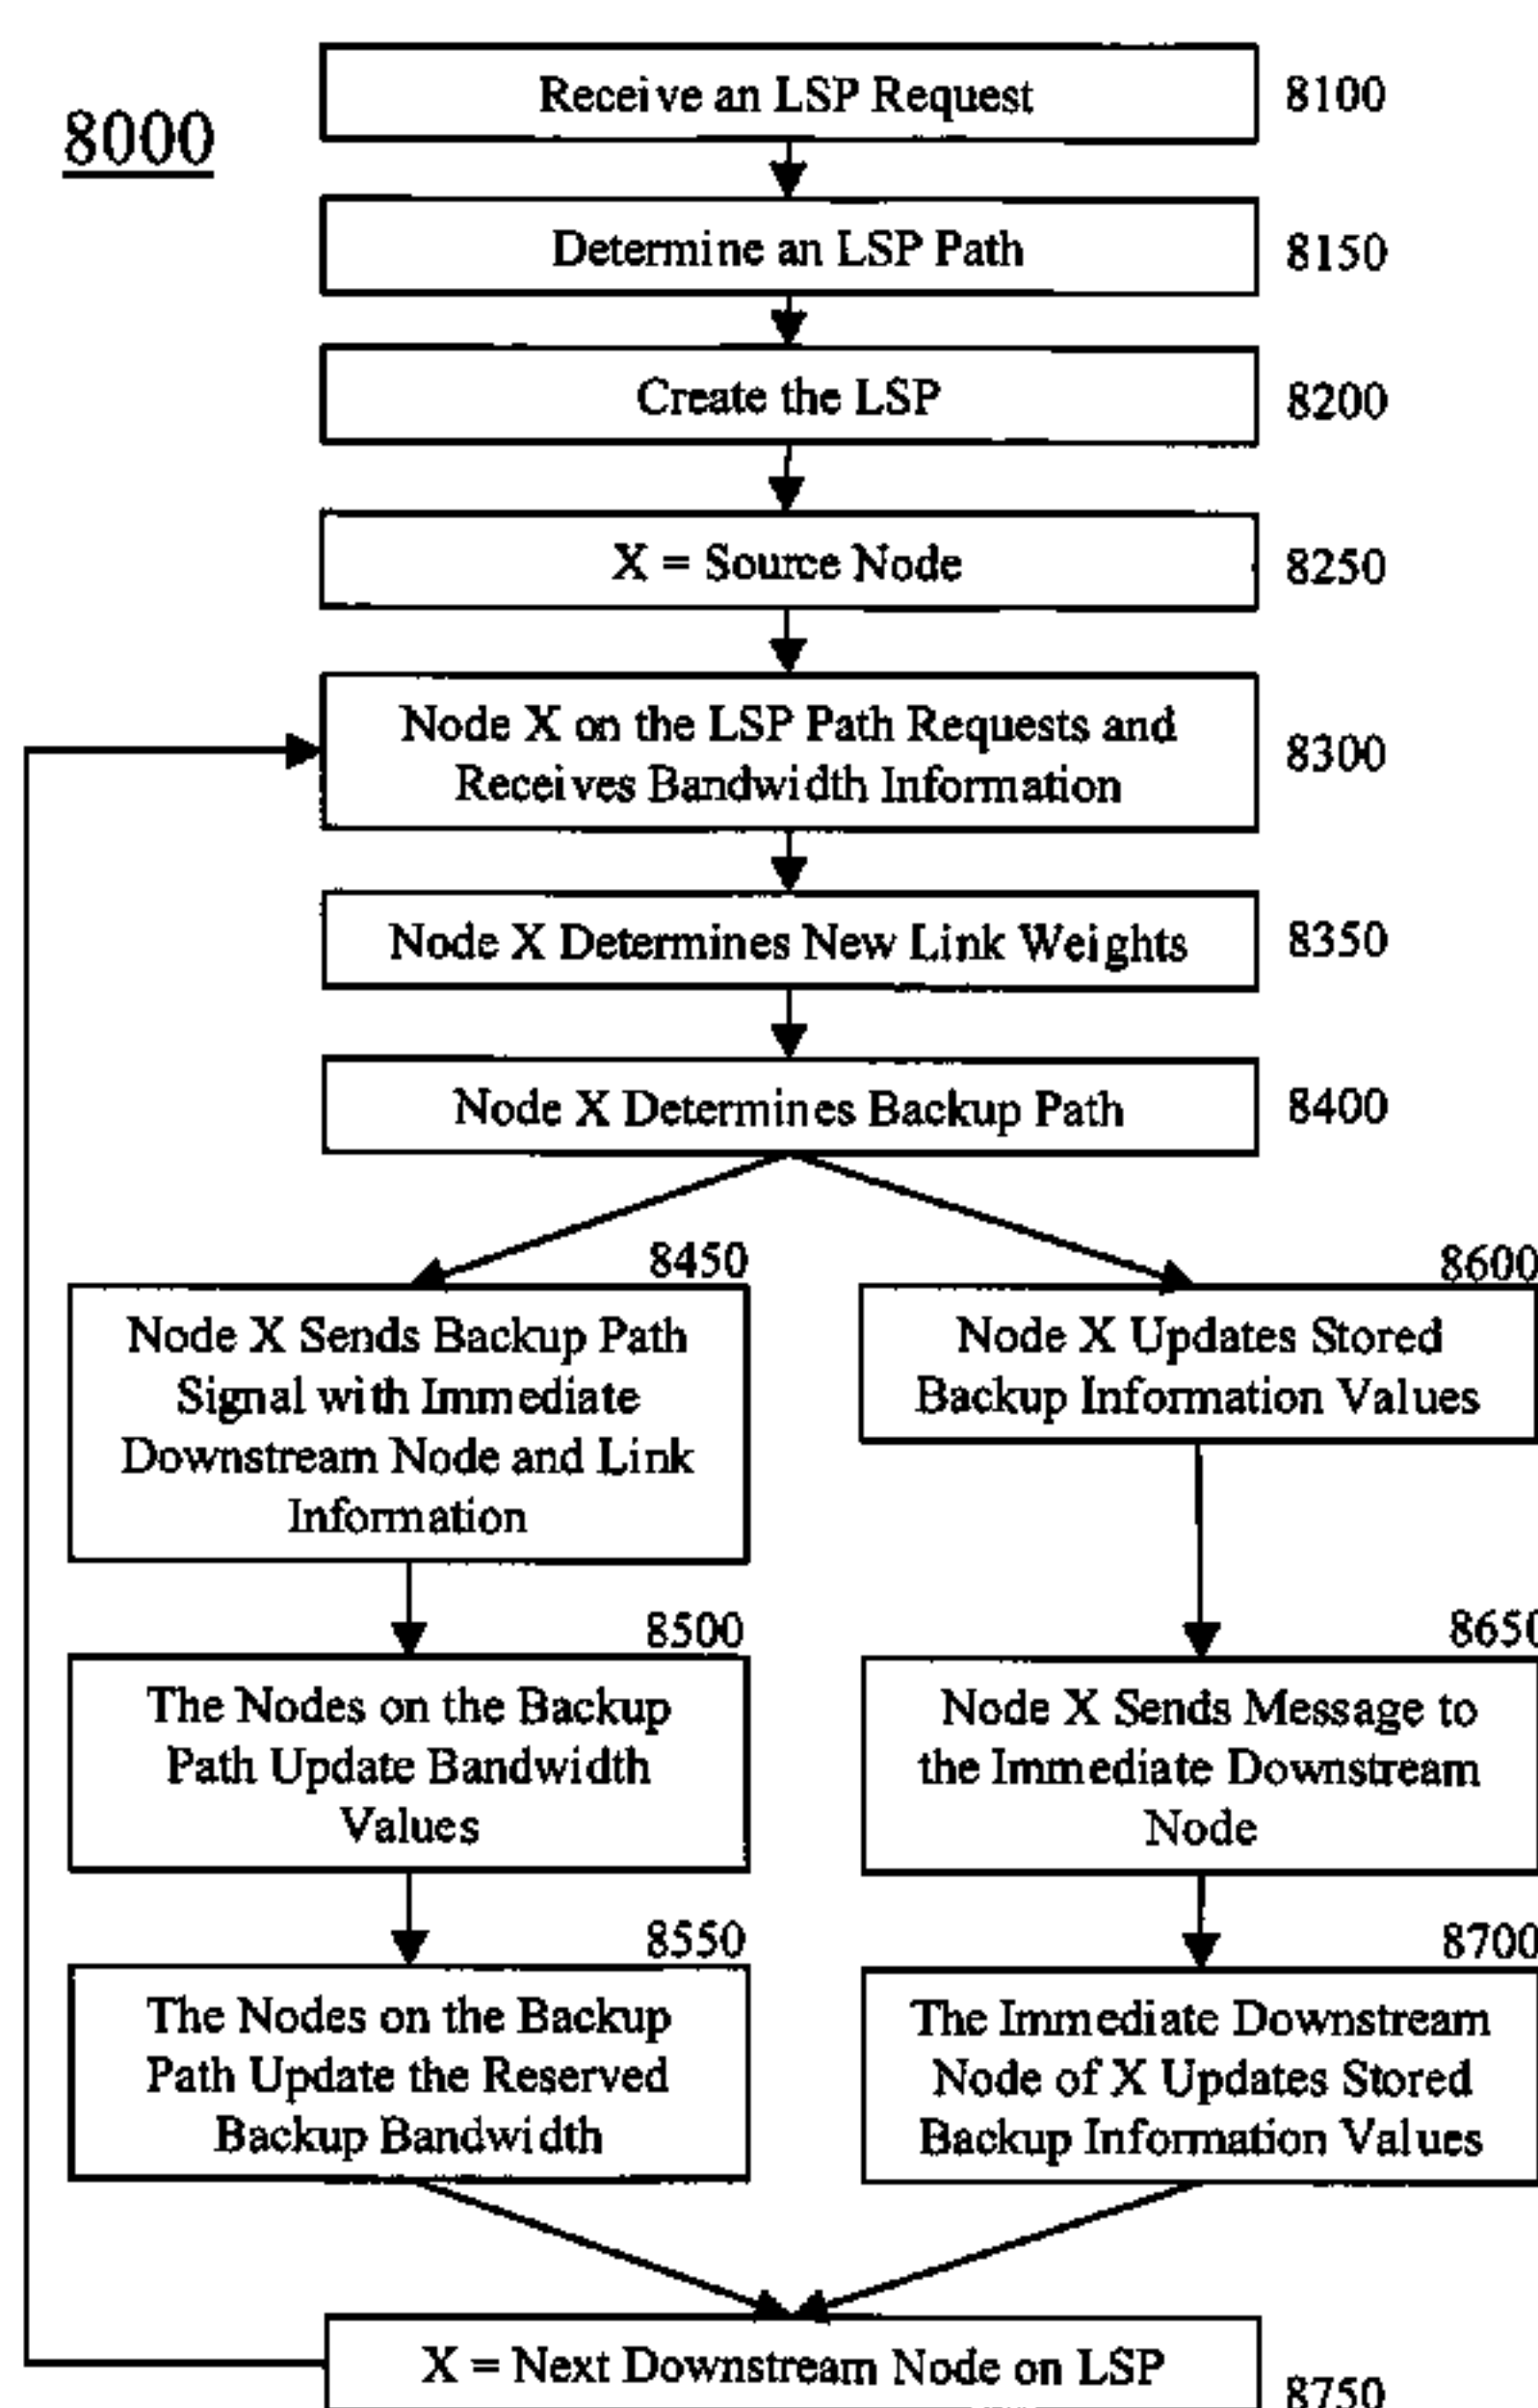 8000
Receive an LSP Request
8100
Determine an LSP Path
8150
Create the LSP
8200
X = Source Node
8250
Node X on the LSP Path Requests and
Receives Bandwidth Information
8300
Node X Determines New Link Weights
8350
Node X Determines Backup Path
8400
8450
Node X Sends Backup Path
Signal with Immediate
Downstream Node and Link
Information
8600
Node X Updates Stored
Backup Information Values
8500
The Nodes on the Backup
Path Update Bandwidth
Values
8650
Node X Sends Message to
the Immediate Downstream
Node
8550
The Nodes on the Backup
Path Update the Reserved
Backup Bandwidth
8700
The Immediate Downstream
Node of X Updates Stored
Backup Information Values
X = Next Downstream Node on LSP
8750